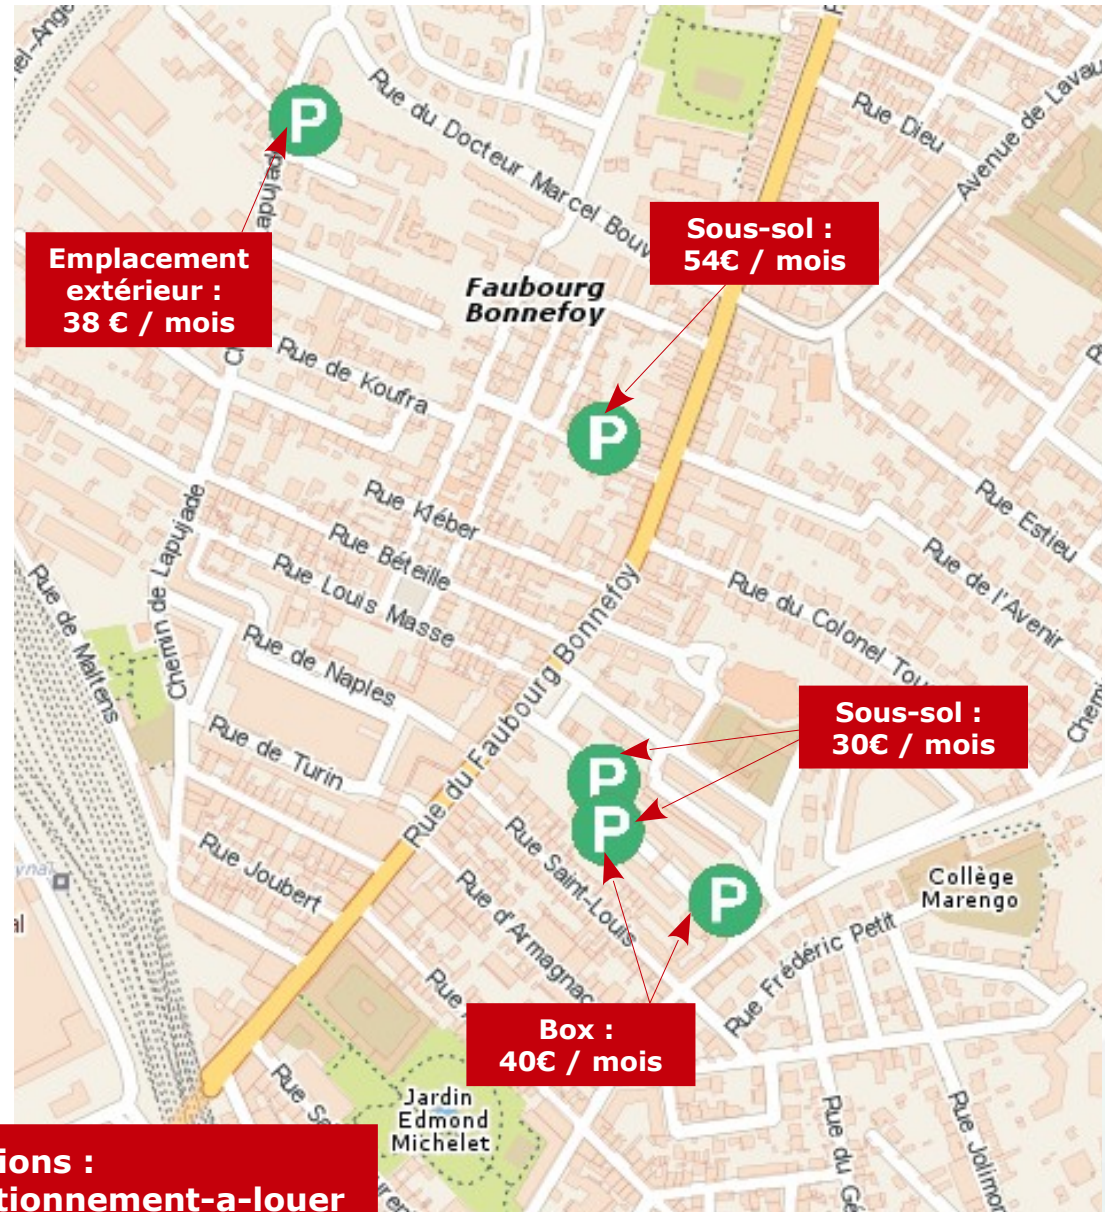 Rue du Docteur Marcel Bouv
Rue Dieu
Avenue de Lavau
P
Emplacement
extérieur :
38 € / mois
Sous-sol :
54€ / mois
Faubourg
Bonnefoy
Rue de Koufra
P
Rue Kléber
Rue Béteille
Rue Louis Masse
Rue de Naples
Rue de Turin
Rue Joubert
Chemin de Lapujade
Rue de Maltens
Rue du Faubourg Bonnefoy
Rue Estieu
Rue de l'Avenir
Rue du Colonel Tou
Chemi
Sous-sol :
30€ / mois
P
P
P
Rue Saint-Louis
Rue d'Armagnac
Rue
Collège
Marengo
Rue Frédéric Petit
Box :
40€ / mois
Jardin
Edmond
Michelet
Rue Se
Rue du Gé
Rue Jolimon
ions :
tionnement-a-louer